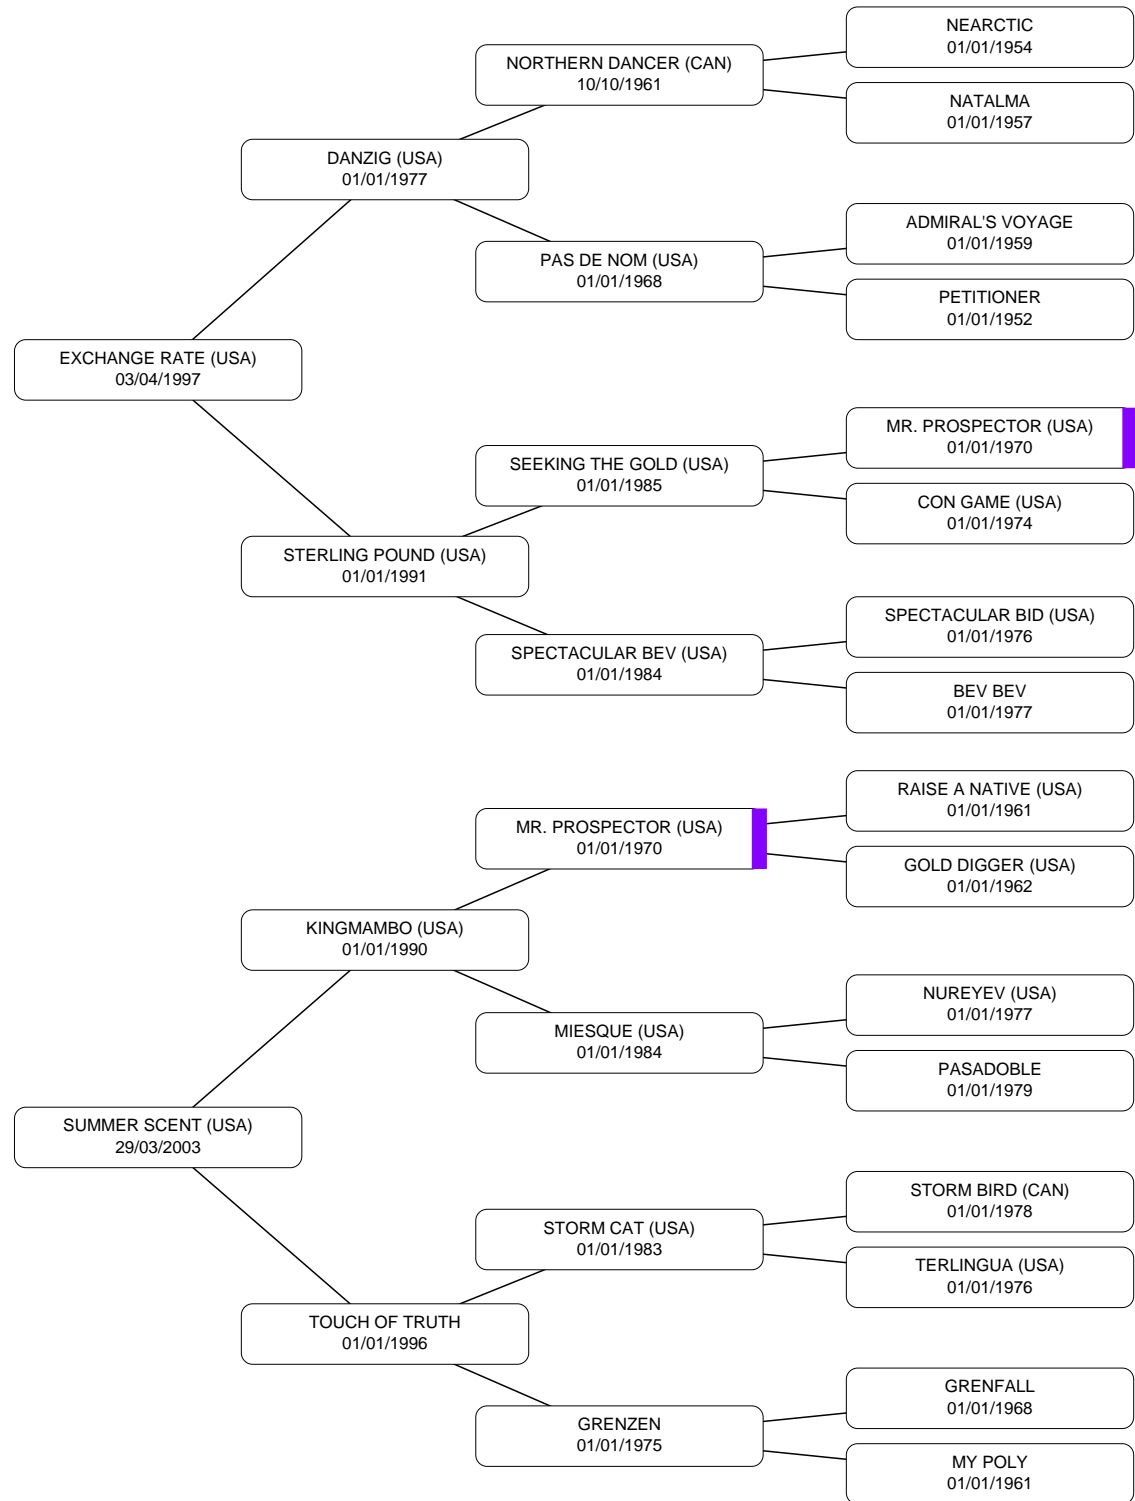 NEARCTIC
01/01/1954
NORTHERN DANCER (CAN)
10/10/1961
NATALMA
01/01/1957
DANZIG (USA)
01/01/1977
ADMIRAL'S VOYAGE
01/01/1959
PAS DE NOM (USA)
01/01/1968
PETITIONER
01/01/1952
EXCHANGE RATE (USA)
03/04/1997
MR. PROSPECTOR (USA)
01/01/1970
SEEKING THE GOLD (USA)
01/01/1985
CON GAME (USA)
01/01/1974
STERLING POUND (USA)
01/01/1991
SPECTACULAR BID (USA)
01/01/1976
SPECTACULAR BEV (USA)
01/01/1984
BEV BEV
01/01/1977
RAISE A NATIVE (USA)
01/01/1961
MR. PROSPECTOR (USA)
01/01/1970
GOLD DIGGER (USA)
01/01/1962
KINGMAMBO (USA)
01/01/1990
NUREYEV (USA)
01/01/1977
MIESQUE (USA)
01/01/1984
PASADOBLE
01/01/1979
SUMMER SCENT (USA)
29/03/2003
STORM BIRD (CAN)
01/01/1978
STORM CAT (USA)
01/01/1983
TERLINGUA (USA)
01/01/1976
TOUCH OF TRUTH
01/01/1996
GRENFALL
01/01/1968
GRENZEN
01/01/1975
MY POLY
01/01/1961